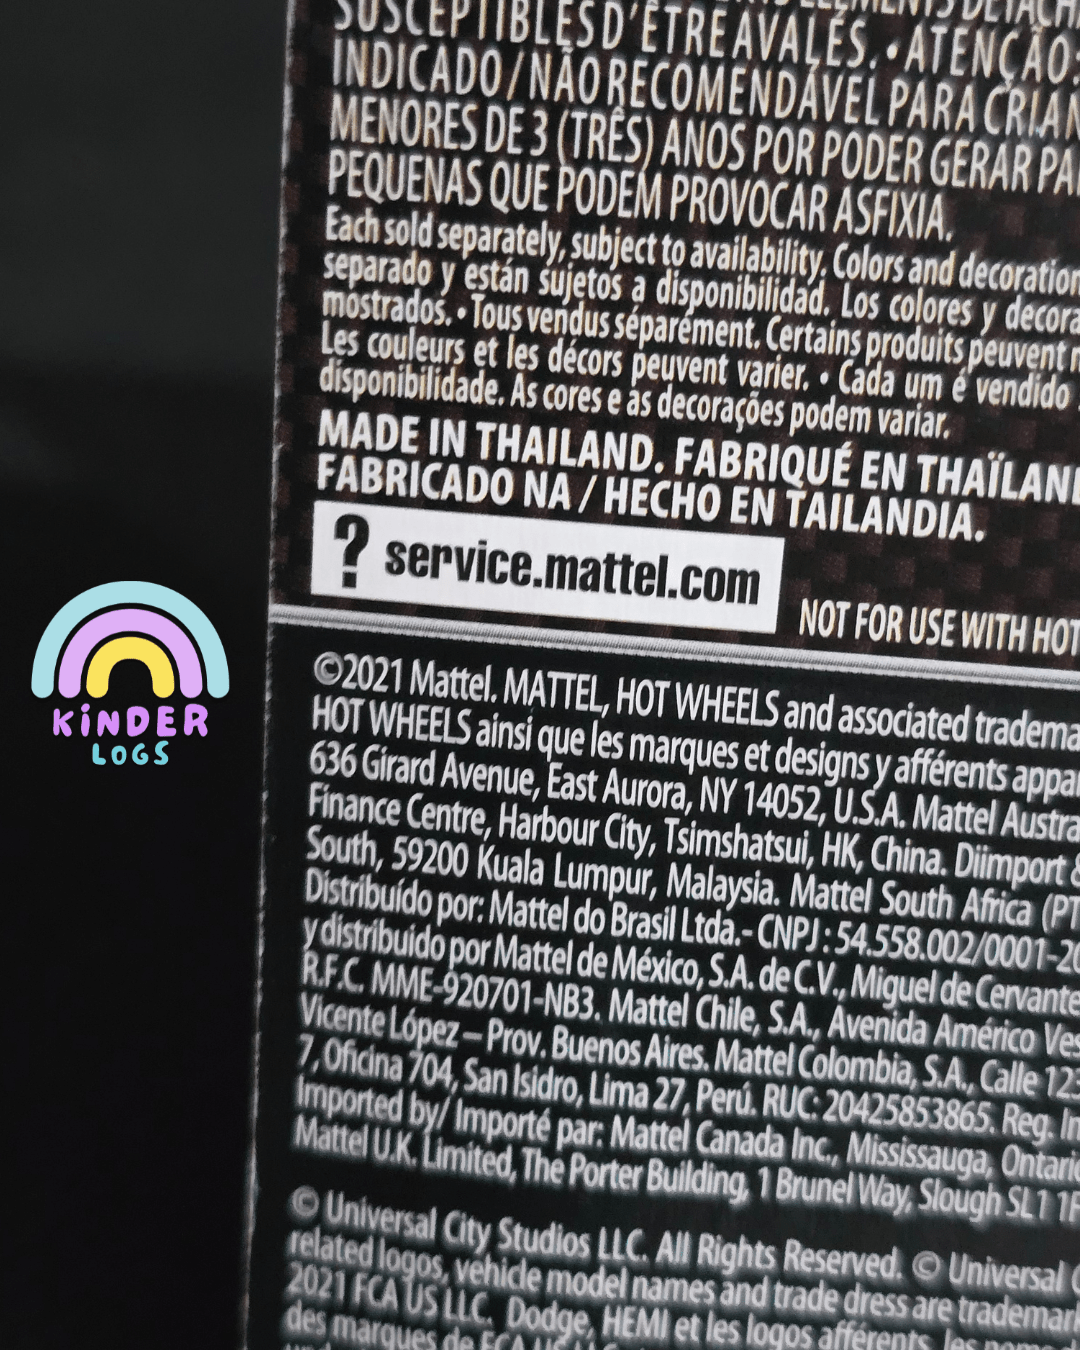 SUSCEPTIBLES D'ÊTRE AVALÉS. • ATENÇÃO:
INDICADO / NÃO RECOMENDÁVEL PARA CRIAN
MENORES DE 3 (TRÊS) ANOS POR PODER GERAR PA
PEQUENAS QUE PODEM PROVOCAR ASFIXIA.
Each sold separately, subject to availability. Colors and decoration
separado y están sujetos a disponibilidad. Los colores y decora
mostrados. • Tous vendus séparément. Certains produits peuvent
Les couleurs et les décors peuvent varier. • Cada um é vendido
disponibilidade. As cores e as decorações podem variar.
MADE IN THAILAND. FABRIQUÉ EN THAÏLAN
FABRICADO NA / HECHO EN TAILANDIA.
? service.mattel.com
NOT FOR USE WITH HOT
KiNDER
LOGS
©2021 Mattel. MATTEL, HOT WHEELS and associated tradema
HOT WHEELS ainsi que les marques et designs y afférents appar
636 Girard Avenue, East Aurora, NY 14052, U.S.A. Mattel Austra
Finance Centre, Harbour City, Tsimshatsui, HK, China. Diimport &
South, 59200 Kuala Lumpur, Malaysia. Mattel South Africa (PT
Distribuído por: Mattel do Brasil Ltda.- CNPJ : 54.558.002/0001-20
y distribuido por Mattel de México, S.A. de C.V., Miguel de Cervante
R.F.C. MME-920701-NB3. Mattel Chile, S.A., Avenida Américo Ves
Vicente López – Prov. Buenos Aires. Mattel Colombia, S.A., Calle 123
7, Oficina 704, San Isidro, Lima 27, Perú. RUC: 20425853865. Reg. Im
Imported by/ Importé par: Mattel Canada Inc., Mississauga, Ontario
Mattel U.K. Limited, The Porter Building, 1 Brunel Way, Slough SL1 1F
© Universal City Studios LLC. All Rights Reserved. © Universal
related logos, vehicle model names and trade dress are trademark
2021 FCA US LLC. Dodge, HEMI et les logos afférents, les noms
des marques de FCA US